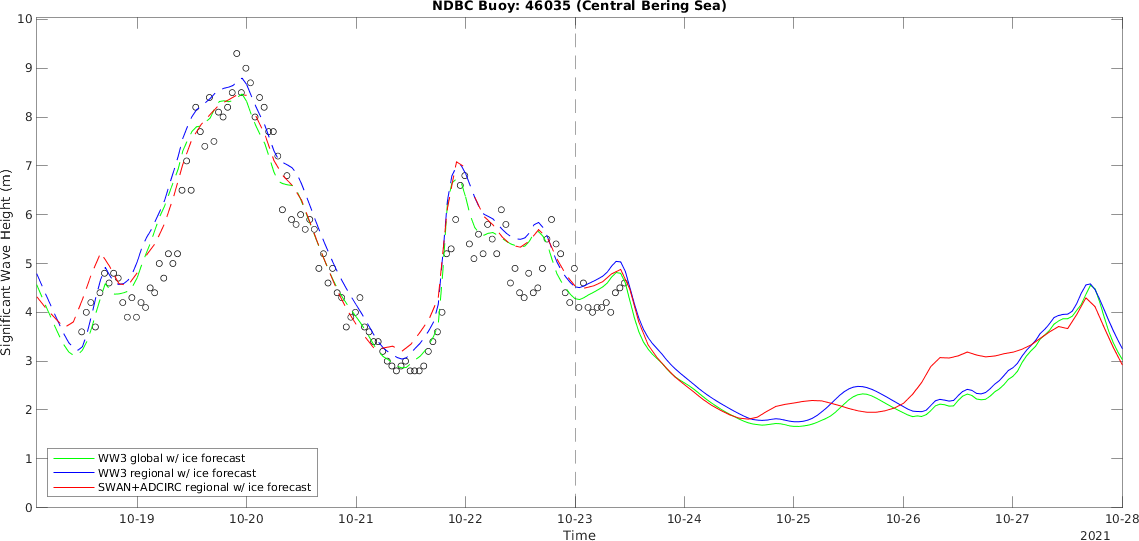 NDBC Buoy: 46035 (Central Bering Sea)
10
9
8
7
6
5
4
3
2
1
0
Significant Wave Height (m)
WW3 global w/ ice forecast
WW3 regional w/ ice forecast
SWAN+ADCIRC regional w/ ice forecast
10-19 10-20 10-21 10-22 10-23 10-24 10-25 10-26 10-27 10-28
Time
2021